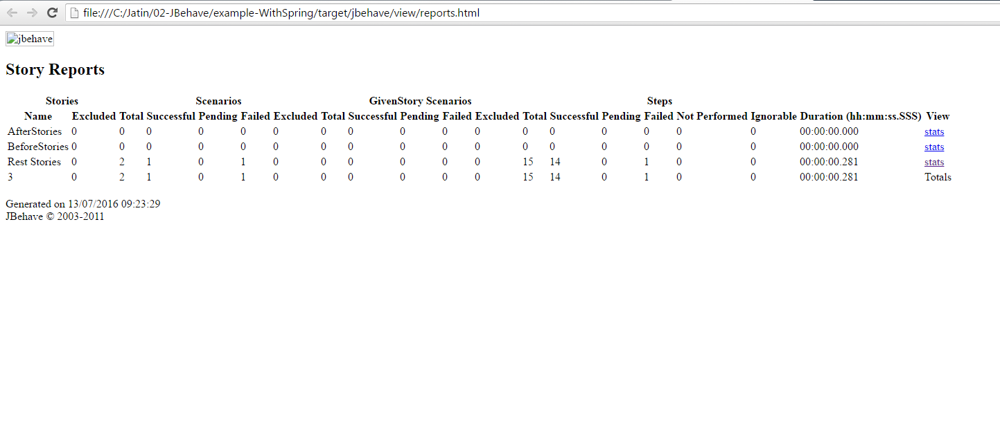 file:///C:/Jatin/02-JBehave/example-WithSpring/target/jbehave/view/reports.html
jbehave
Story Reports
Stories Scenarios GivenStory Scenarios Steps
Name Excluded Total Successful Pending Failed Excluded Total Successful Pending Failed Excluded Total Successful Pending Failed Not Performed Ignorable Duration (hh:mm:ss.SSS) View
AfterStories 0 0 0 0 0 0 0 0 0 0 0 0 0 0 0 0 0 00:00:00.000 stats
BeforeStories 0 0 0 0 0 0 0 0 0 0 0 0 0 0 0 0 0 00:00:00.000 stats
Rest Stories 0 2 1 0 1 0 0 0 0 0 0 15 14 0 1 0 0 00:00:00.281 stats
3 0 2 1 0 1 0 0 0 0 0 0 15 14 0 1 0 0 00:00:00.281 Totals
Generated on 13/07/2016 09:23:29
JBehave © 2003-2011